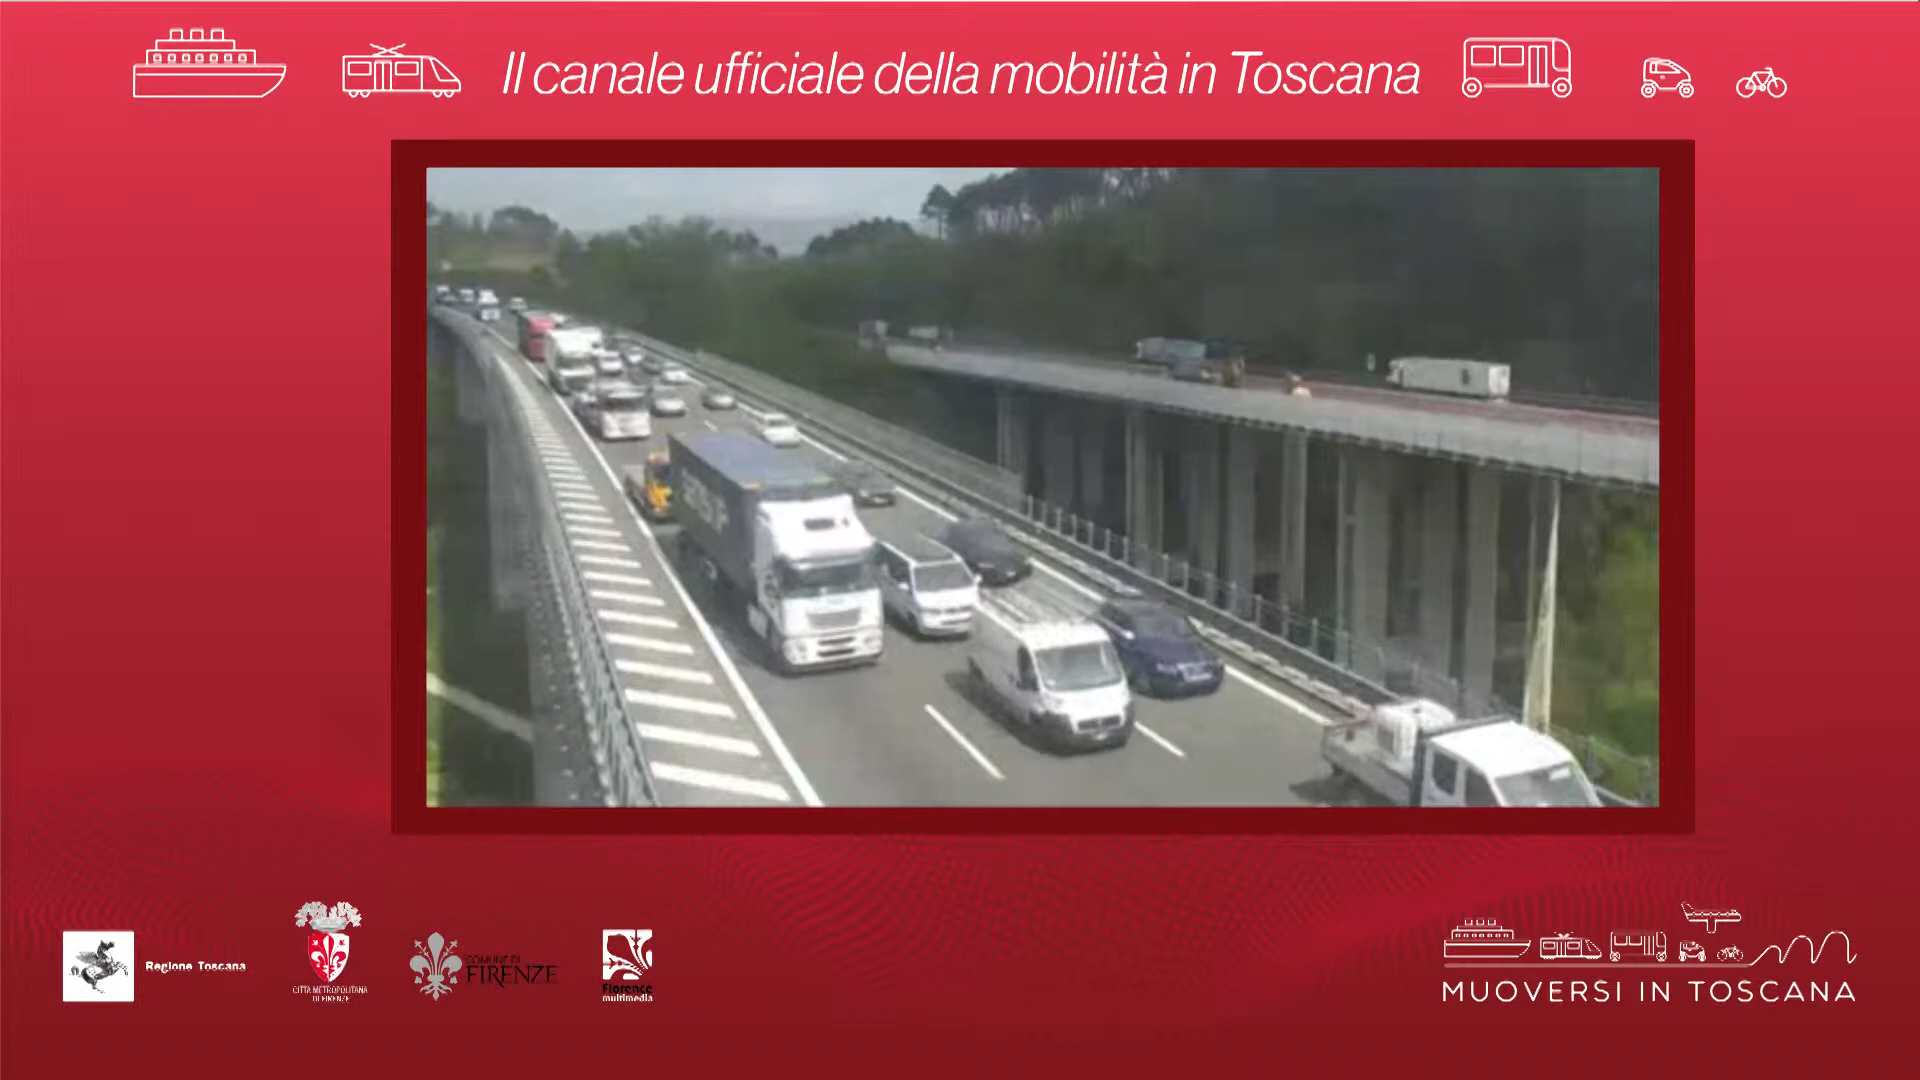 Il canale ufficiale della mobilità in Toscana
Regione Toscana
CITTÀ METROPOLITANA
DI FIRENZE
COMUNE DI
FIRENZE
Florence
multimedia
MUOVERSI IN TOSCANA